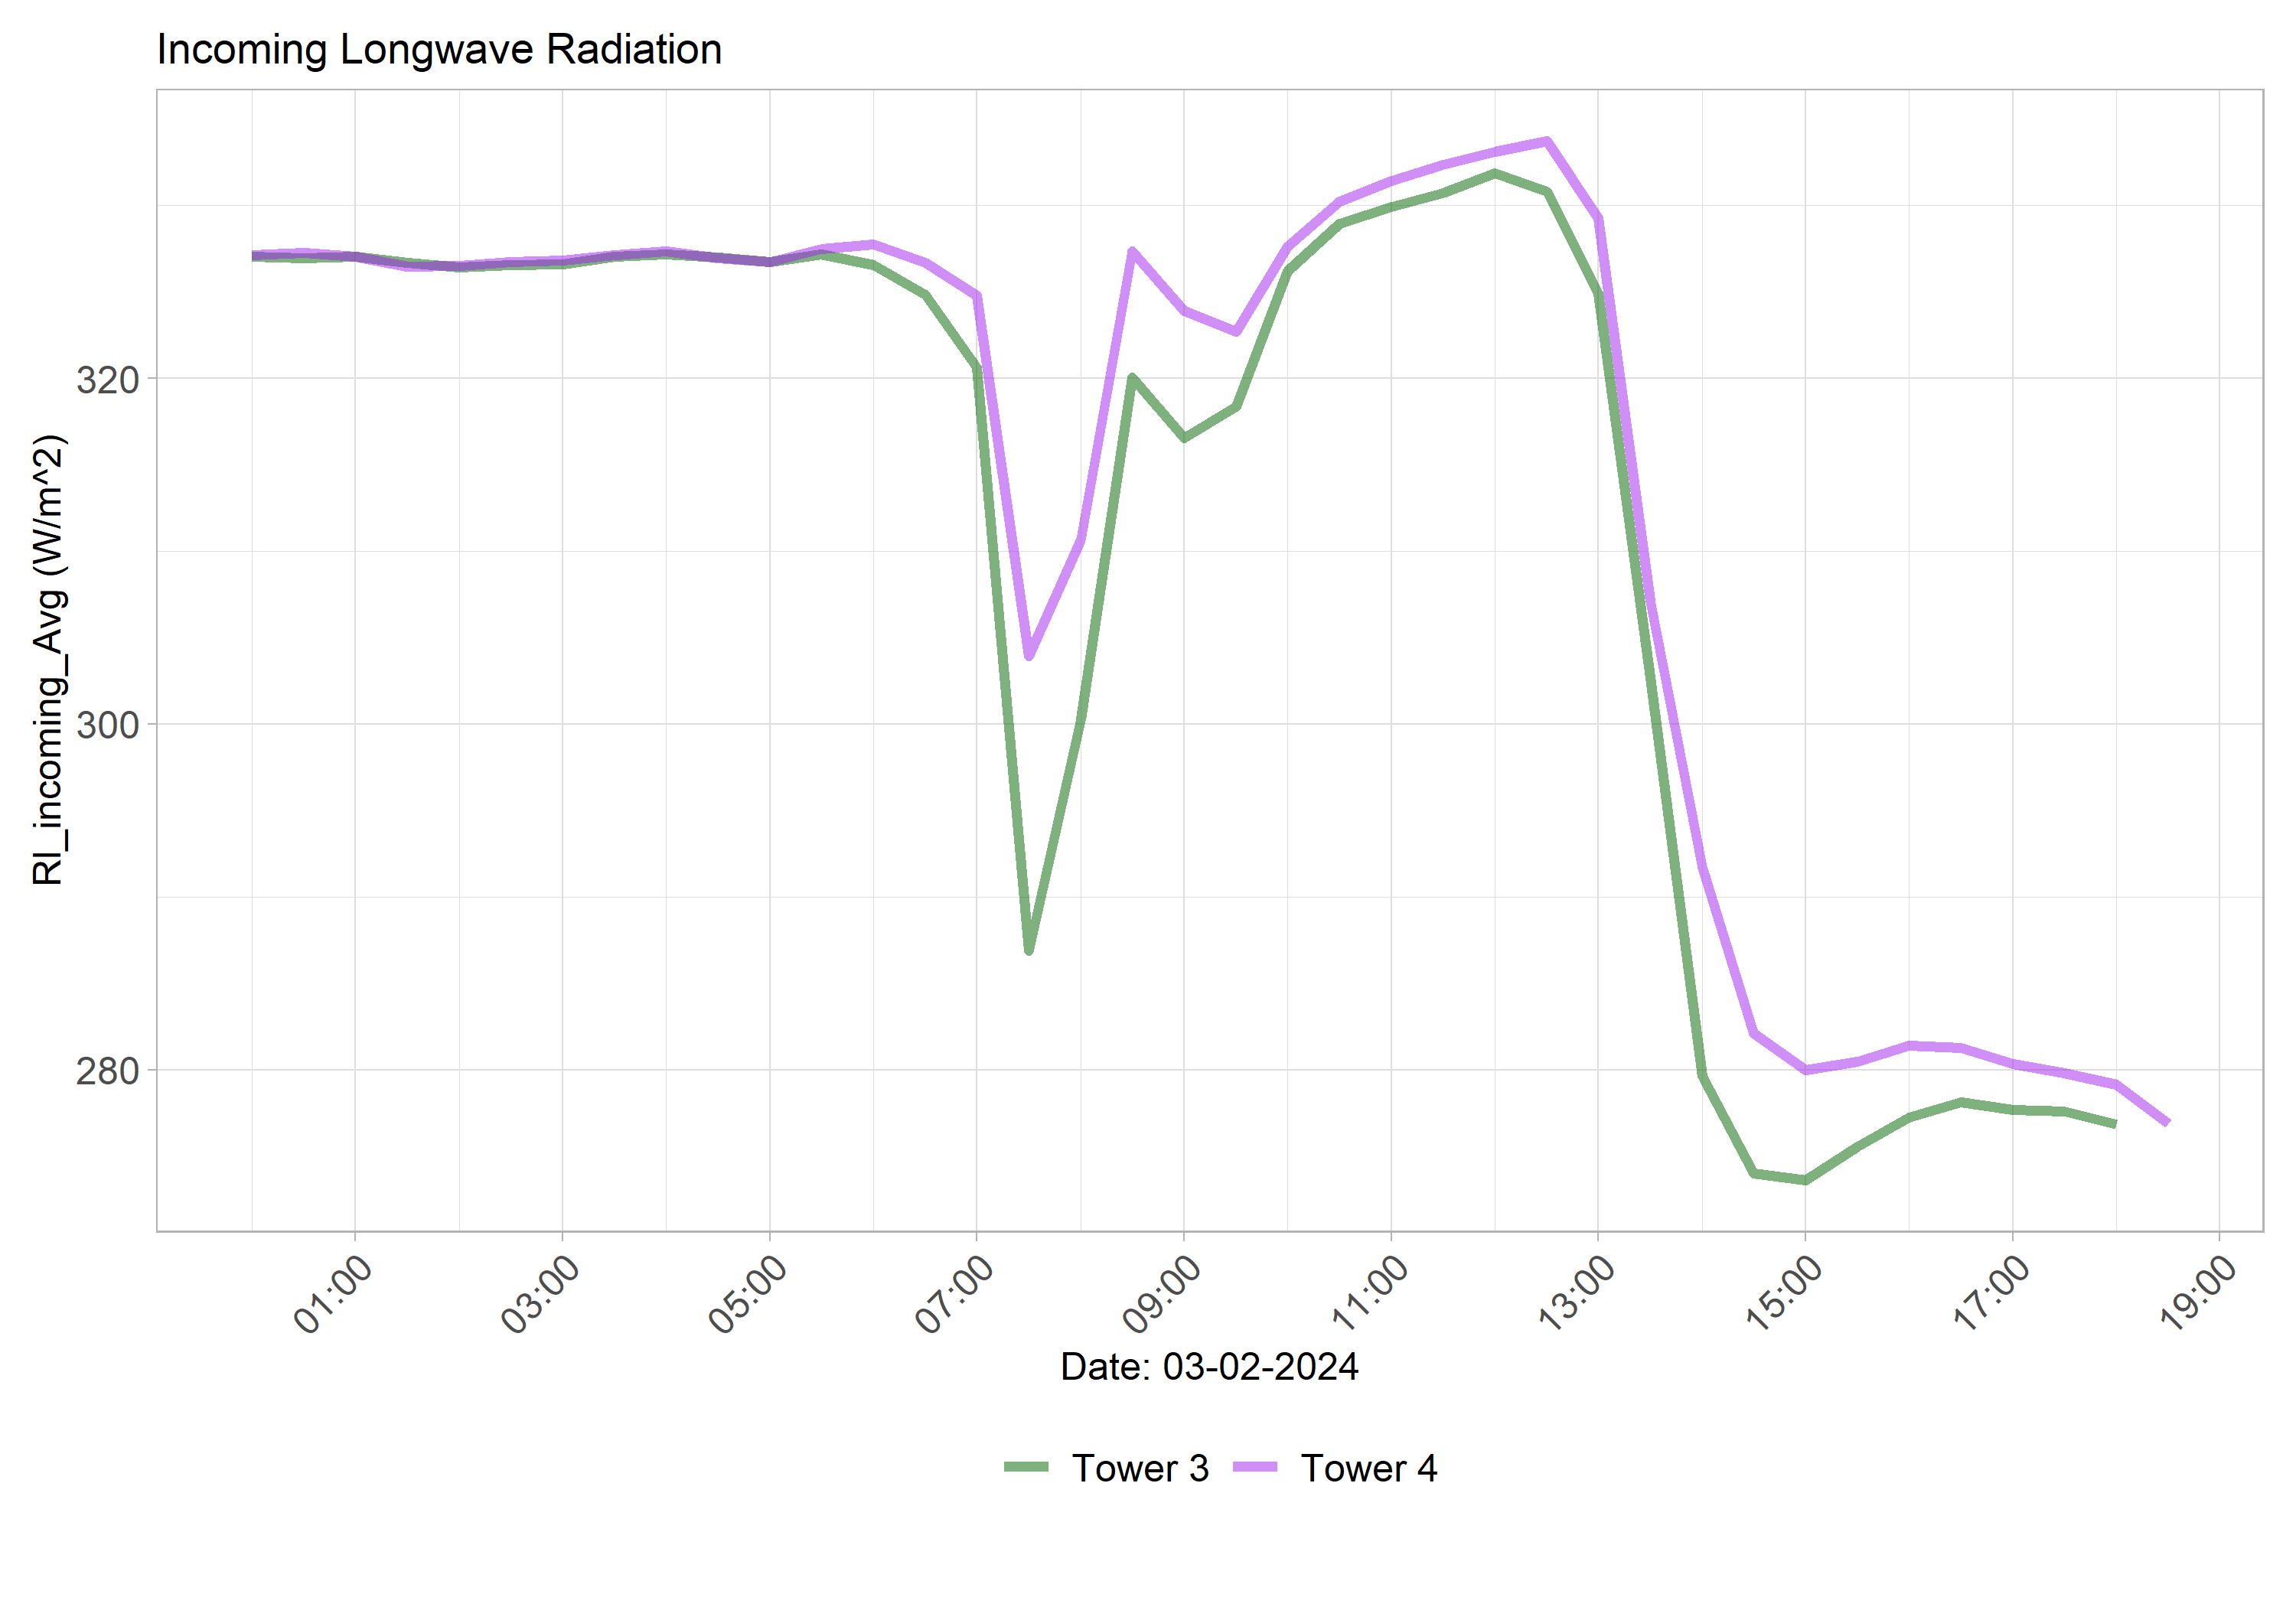 Incoming Longwave Radiation
Rl_incoming_Avg (W/m^2)
320
300
280
01:00 03:00 05:00 07:00 09:00 11:00 13:00 15:00 17:00 19:00
Date: 03-02-2024
Tower 3 Tower 4